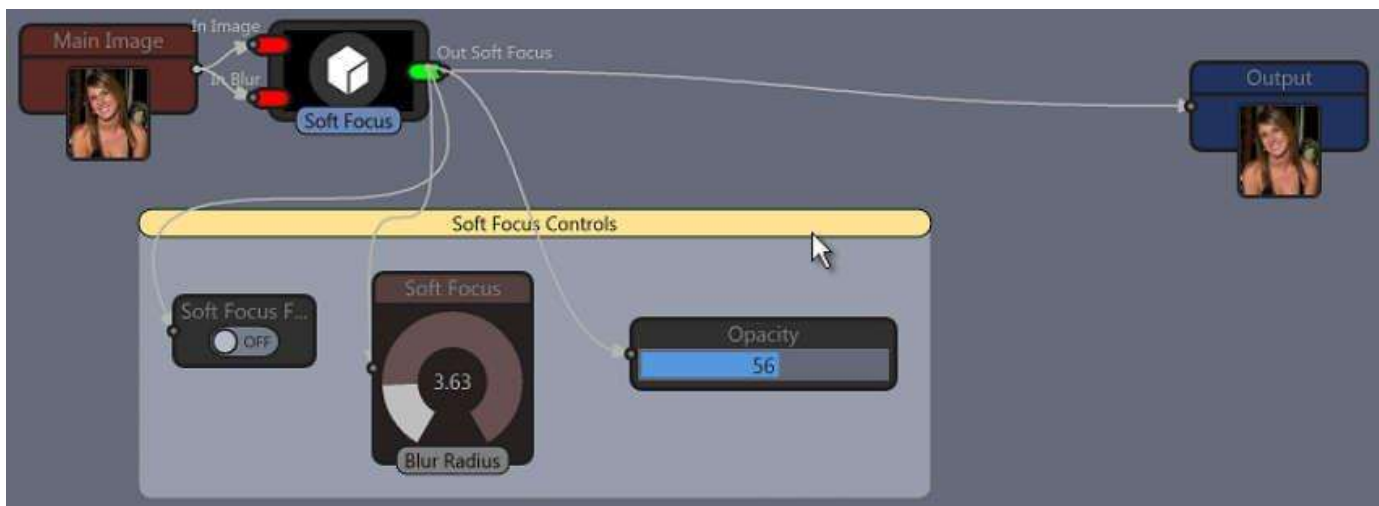 Main Image
In Image
In Blur
Soft Focus
Out Soft Focus
Output
Soft Focus Controls
Soft Focus F...
OFF
Soft Focus
3.63
Blur Radius
Opacity
56